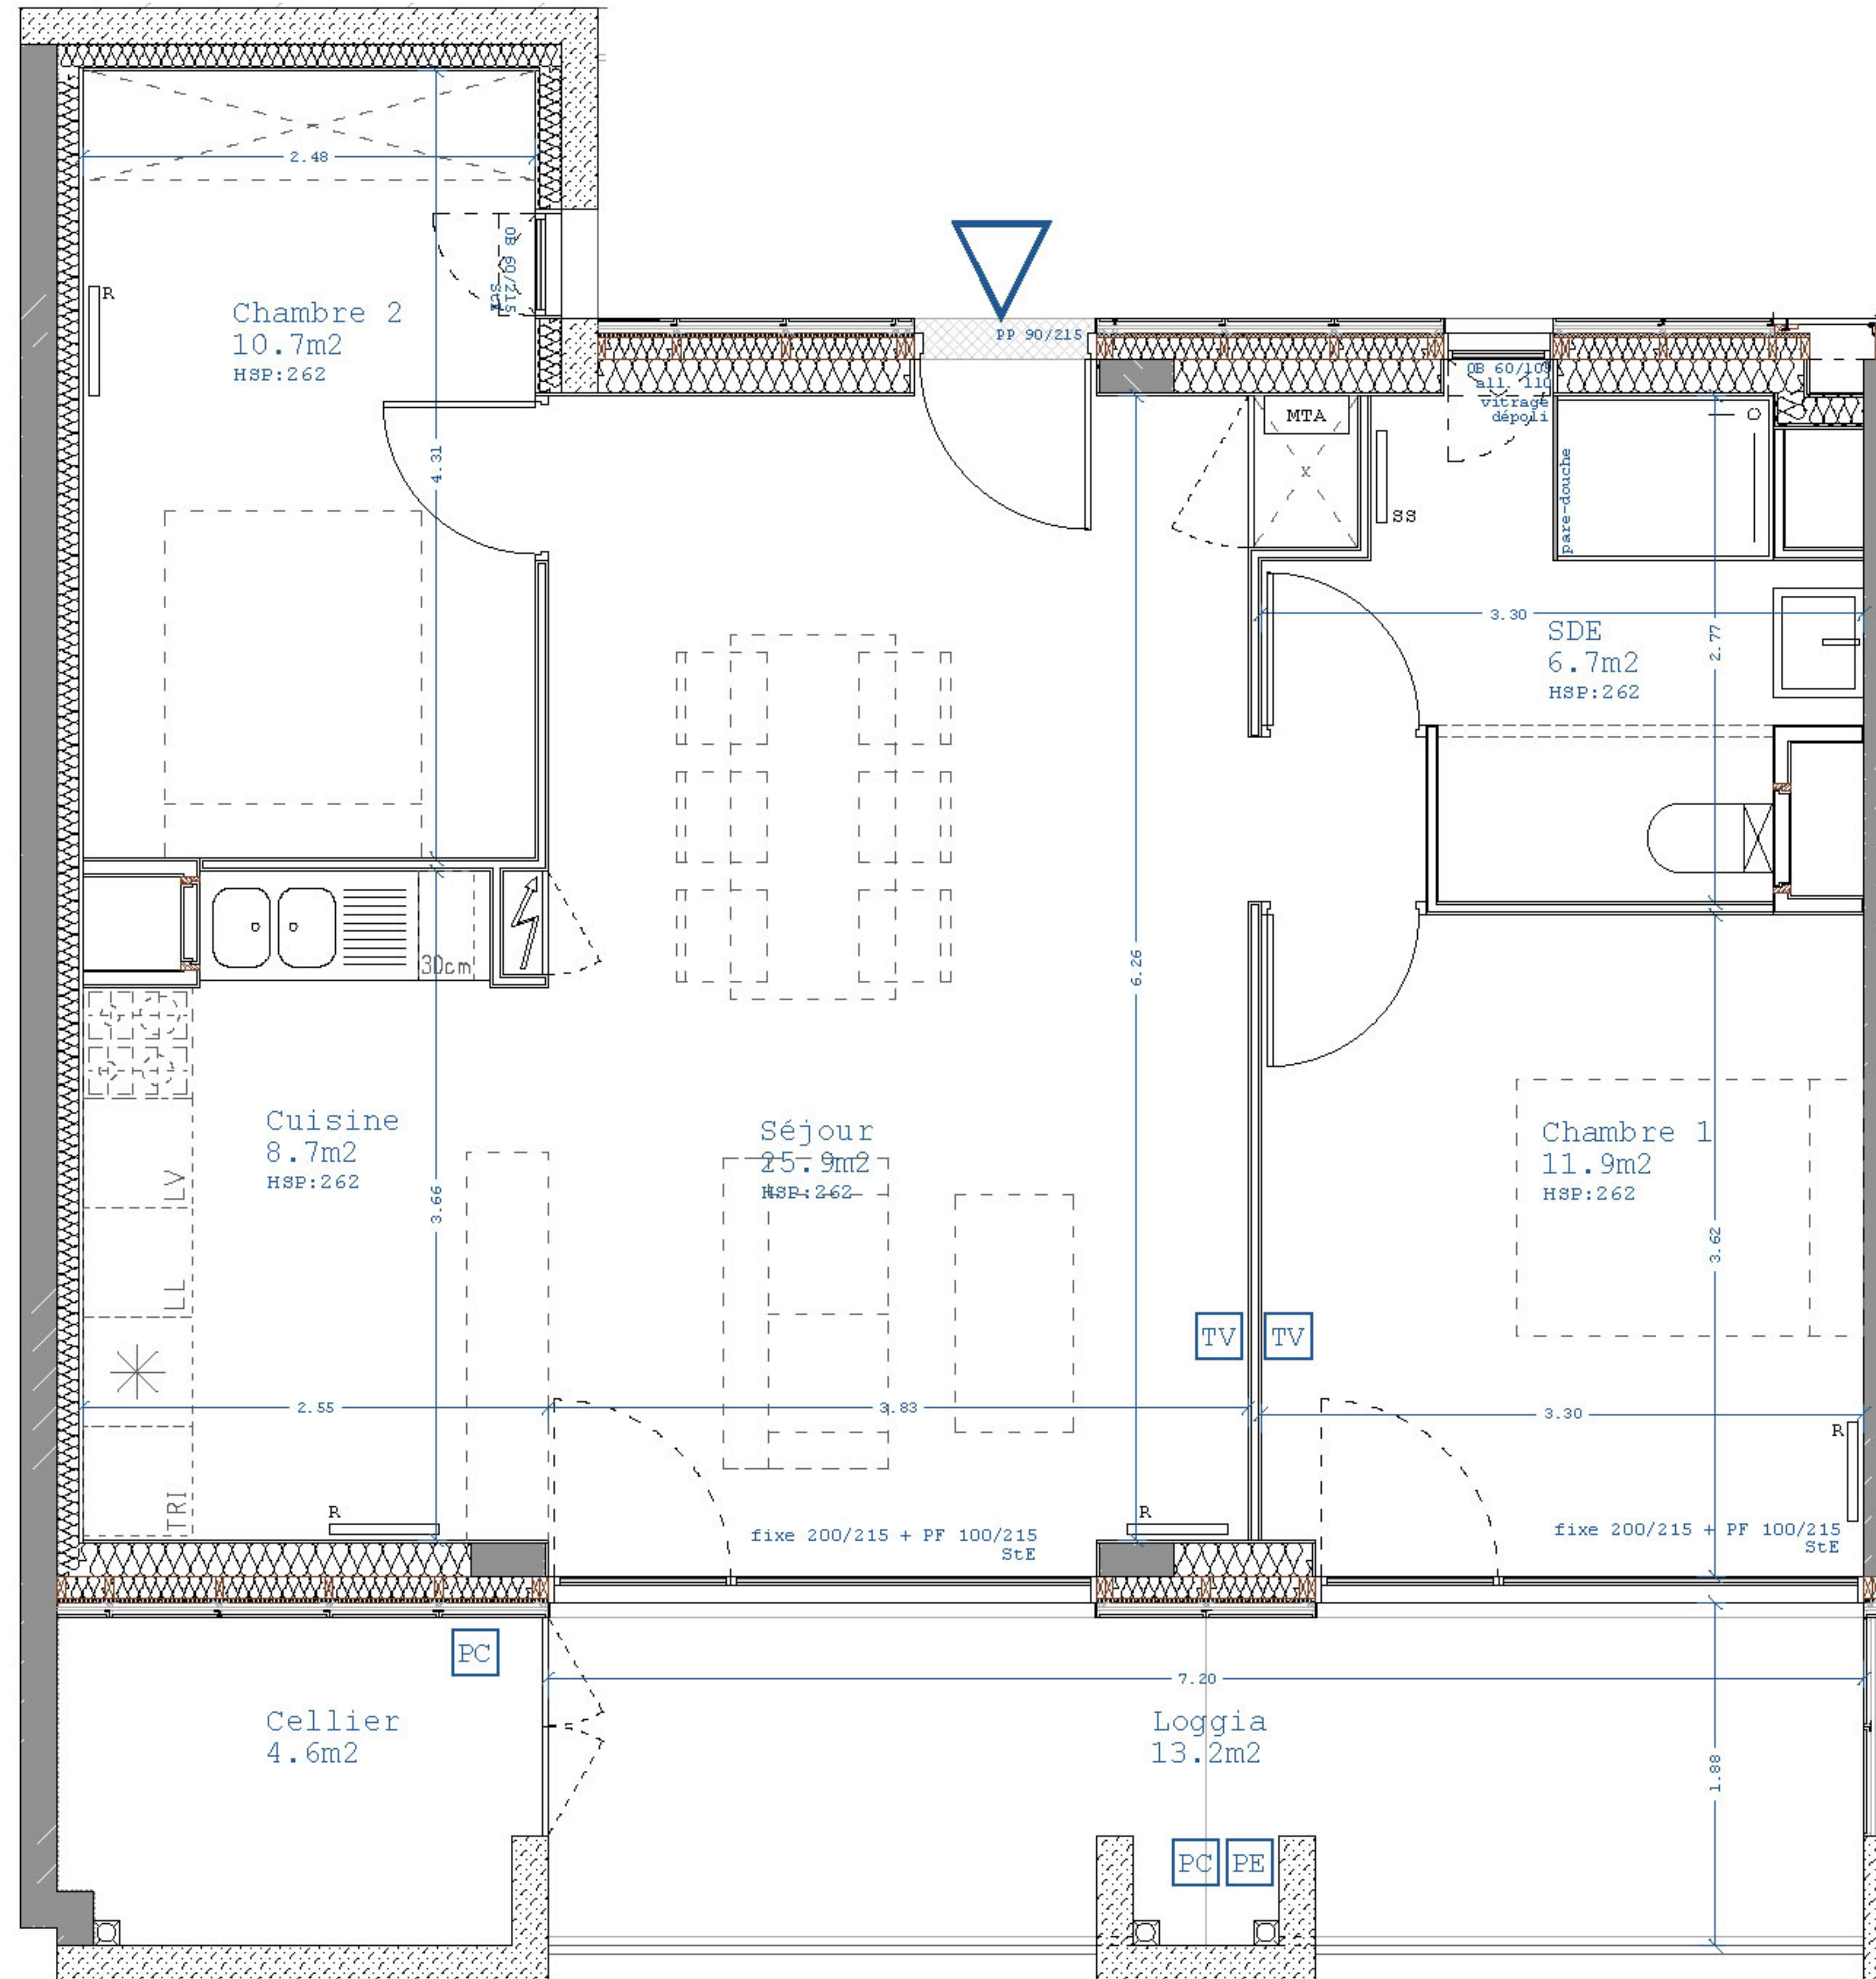 2.48
OB 60/215
StE
R
Chambre 2
10.7m2
HSP:262
4.31
PP 90/215
MTA
x
SS
OB 60/109
all. 110
vitrage
dépoli
pare-douche
3.30
SDE
6.7m2
HSP:262
2.77
30cm
6.26
Cuisine
8.7m2
HSP:262
LV
LL
TRI
3.66
Séjour
25.9m2
HSP:262
Chambre 1
11.9m2
HSP:262
3.62
TV
TV
2.55
3.83
3.30
R
R
R
fixe 200/215 + PF 100/215
StE
fixe 200/215 + PF 100/215
StE
PC
7.20
Cellier
4.6m2
Loggia
13.2m2
1.88
PC
PE